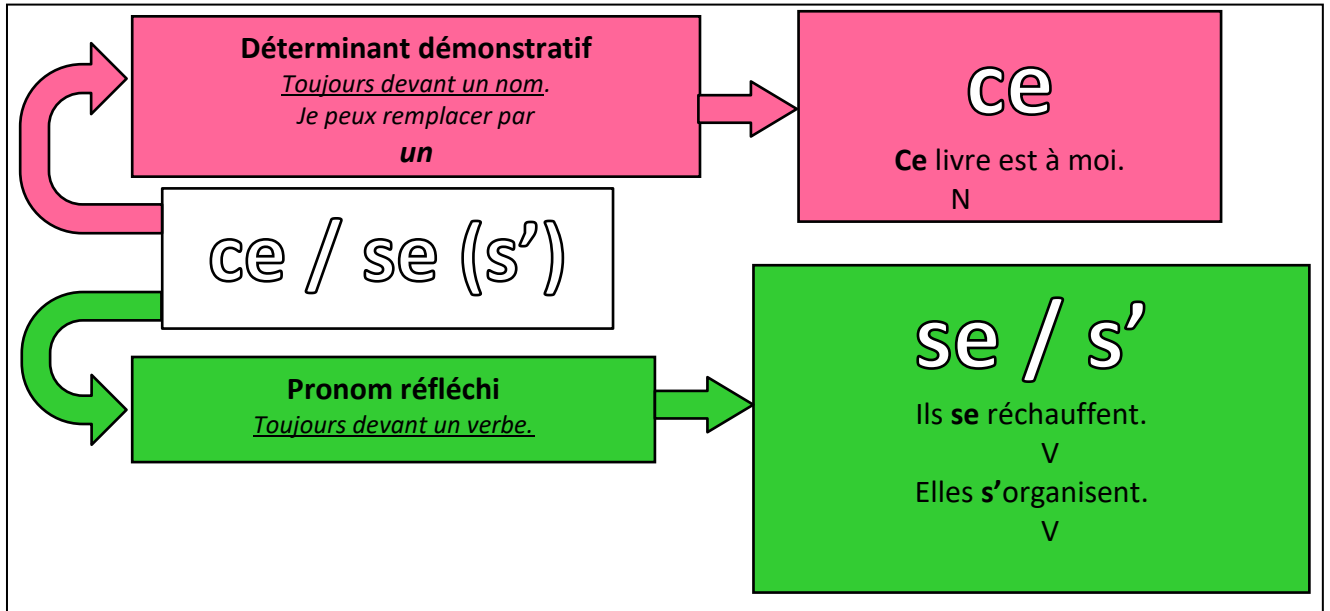 Déterminant démonstratif
Toujours devant un nom.
Je peux remplacer par
un
ce
Ce livre est à moi.
N
ce / se (s’)
Pronom réfléchi
Toujours devant un verbe.
se / s’
Ils se réchauffent.
V
Elles s’organisent.
V